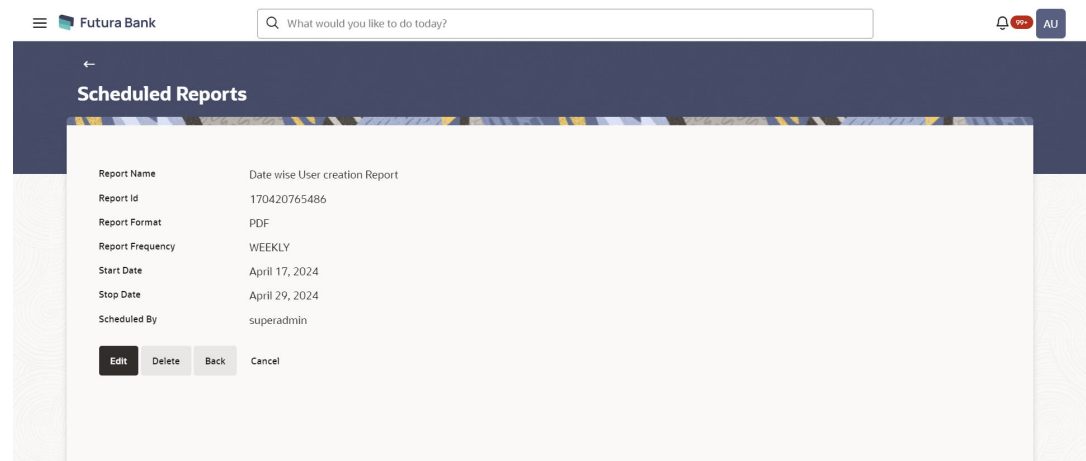 Futura Bank
What would you like to do today?
99+
AU
Scheduled Reports
Report Name Date wise User creation Report
Report Id 170420765486
Report Format PDF
Report Frequency WEEKLY
Start Date April 17, 2024
Stop Date April 29, 2024
Scheduled By superadmin
Edit Delete Back Cancel